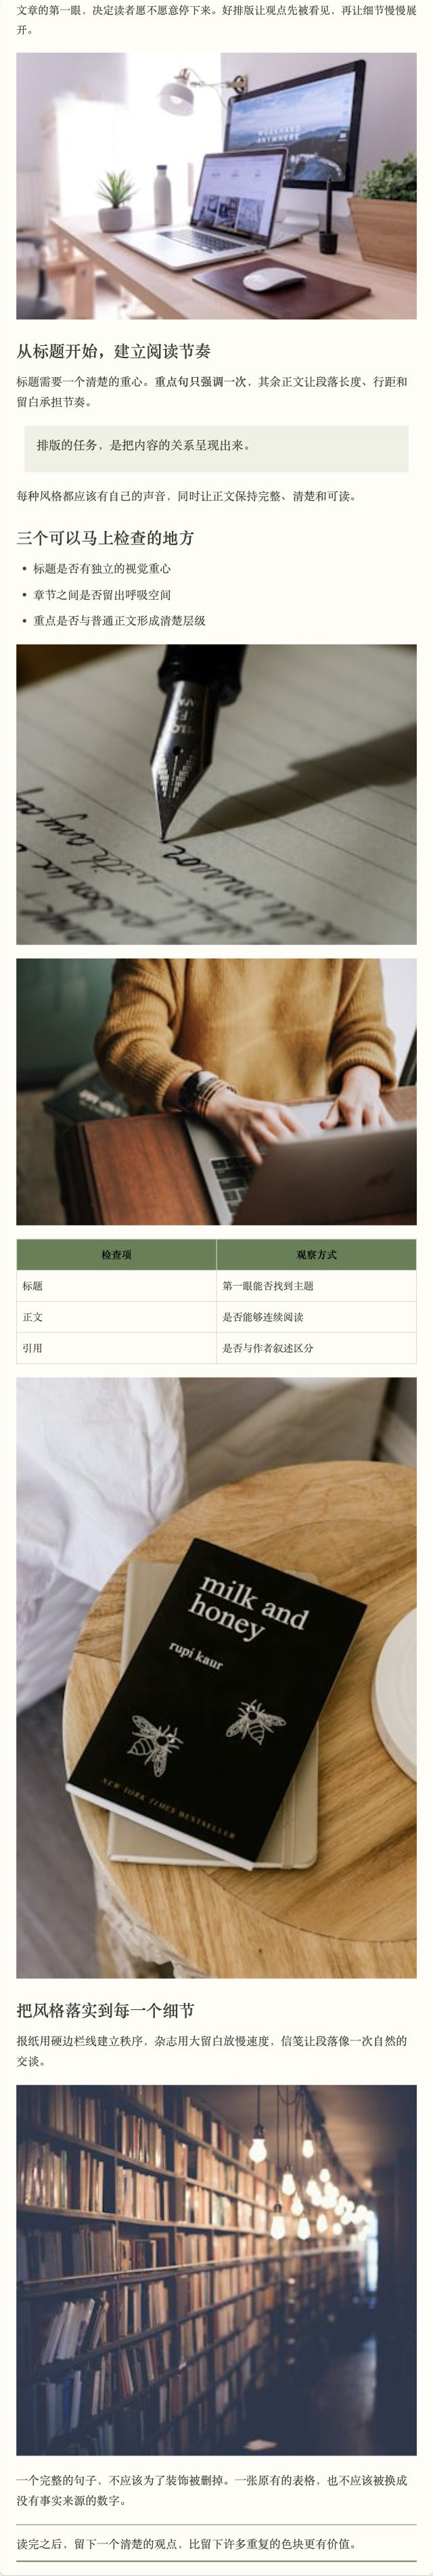 文章的第一眼，决定读者愿不愿意停下来。好排版让观点先被看见，再让细节慢慢展
开。
从标题开始，建立阅读节奏
标题需要一个清楚的重心。重点句只强调一次，其余正文让段落长度、行距和
留白承担节奏。
排版的任务，是把内容的关系呈现出来。
每种风格都应该有自己的声音，同时让正文保持完整、清楚和可读。
三个可以马上检查的地方
• 标题是否有独立的视觉重心
• 章节之间是否留出呼吸空间
• 重点是否与普通正文形成清楚层级
检查项 观察方式
标题 第一眼能否找到主题
正文 是否能够连续阅读
引用 是否与作者叙述区分
milk and
honey
rupi kaur
NEW YORK TIMES BESTSELLER
把风格落实到每一个细节
报纸用硬边栏线建立秩序，杂志用大留白放慢速度，信笺让段落像一次自然的
交谈。
一个完整的句子，不应该为了装饰被删掉。一张原有的表格，也不应该被换成
没有事实来源的数字。
读完之后，留下一个清楚的观点，比留下许多重复的色块更有价值。